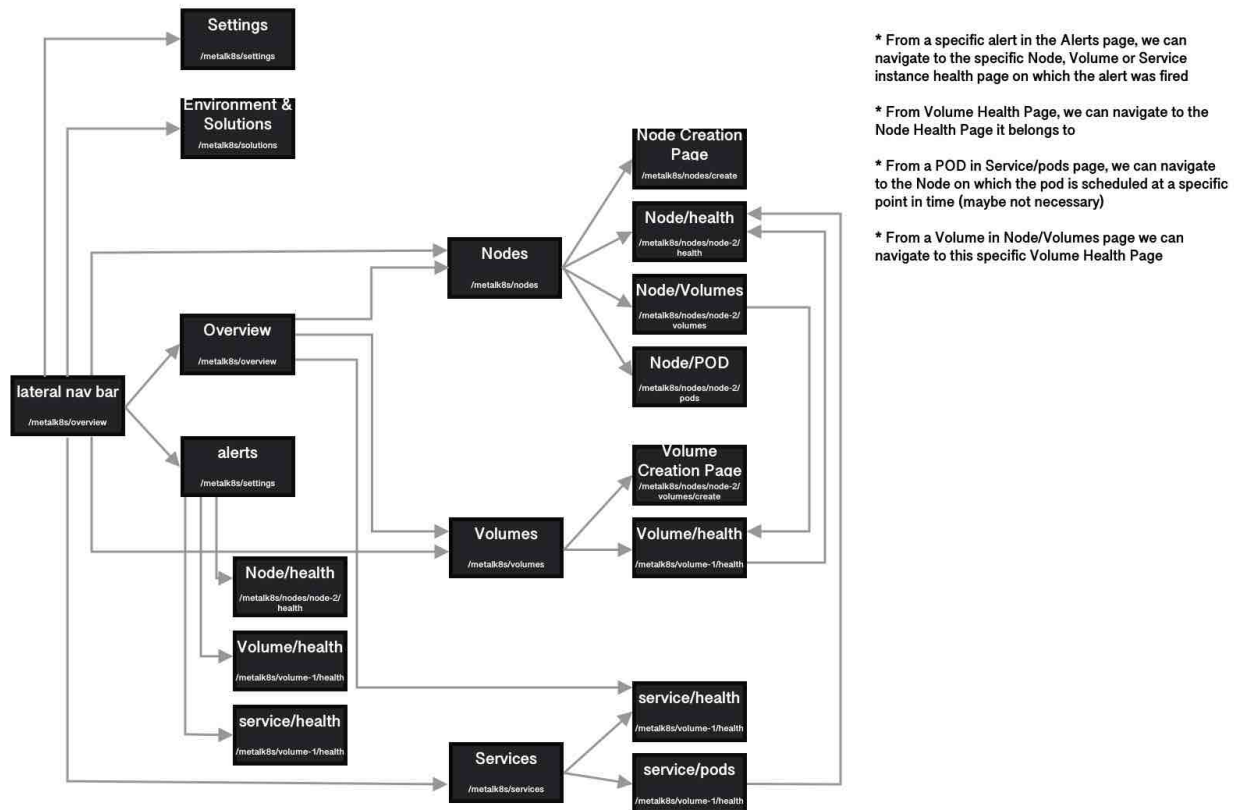 Settings
/metalk8s/settings
Environment &
Solutions
/metalk8s/solutions
lateral nav bar
/metalk8s/overview
Overview
/metalk8s/overview
alerts
/metalk8s/settings
Node/health
/metalk8s/nodes/node-2/
health
Volume/health
/metalk8s/volume-1/health
service/health
/metalk8s/volume-1/health
Nodes
/metalk8s/nodes
Volumes
/metalk8s/volumes
Services
/metalk8s/services
Node Creation
Page
/metalk8s/nodes/create
Node/health
/metalk8s/nodes/node-2/
health
Node/Volumes
/metalk8s/nodes/node-2/
volumes
Node/POD
/metalk8s/nodes/node-2/
pods
Volume
Creation Page
/metalk8s/nodes/node-2/
volumes/create
Volume/health
/metalk8s/volume-1/health
service/health
/metalk8s/volume-1/health
service/pods
/metalk8s/volume-1/health
* From a specific alert in the Alerts page, we can
navigate to the specific Node, Volume or Service
instance health page on which the alert was fired
* From Volume Health Page, we can navigate to the
Node Health Page it belongs to
* From a POD in Service/pods page, we can navigate
to the Node on which the pod is scheduled at a specific
point in time (maybe not necessary)
* From a Volume in Node/Volumes page we can
navigate to this specific Volume Health Page